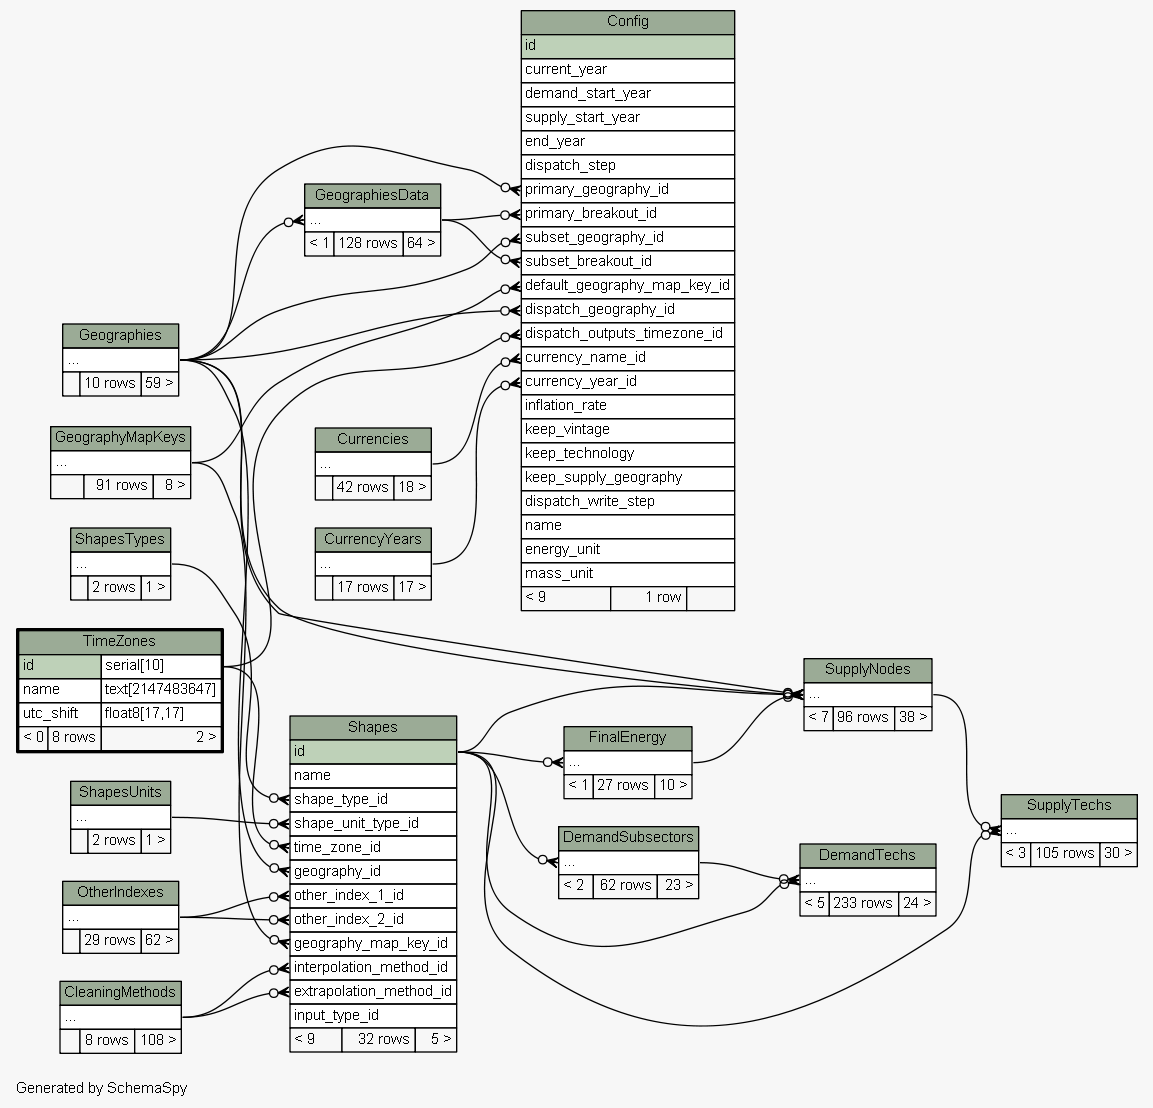 Config
id
current_year
demand_start_year
supply_start_year
end_year
dispatch_step
primary_geography_id
primary_breakout_id
subset_geography_id
subset_breakout_id
default_geography_map_key_id
dispatch_geography_id
dispatch_outputs_timezone_id
currency_name_id
currency_year_id
inflation_rate
keep_vintage
keep_technology
keep_supply_geography
dispatch_write_step
name
energy_unit
mass_unit
< 9 1 row
GeographiesData
...
< 1 128 rows 64 >
Geographies
...
10 rows 59 >
GeographyMapKeys
...
91 rows 8 >
Currencies
...
42 rows 18 >
ShapesTypes
...
2 rows 1 >
CurrencyYears
...
17 rows 17 >
TimeZones
id serial[10]
name text[2147483647]
utc_shift float8[17,17]
< 0 8 rows 2 >
SupplyNodes
...
< 7 96 rows 38 >
Shapes
id
name
shape_type_id
shape_unit_type_id
time_zone_id
geography_id
other_index_1_id
other_index_2_id
geography_map_key_id
interpolation_method_id
extrapolation_method_id
input_type_id
< 9 32 rows 5 >
FinalEnergy
...
< 1 27 rows 10 >
ShapesUnits
...
2 rows 1 >
SupplyTechs
...
< 3 105 rows 30 >
DemandSubsectors
...
< 2 62 rows 23 >
DemandTechs
...
< 5 233 rows 24 >
OtherIndexes
...
29 rows 62 >
CleaningMethods
...
8 rows 108 >
Generated by SchemaSpy